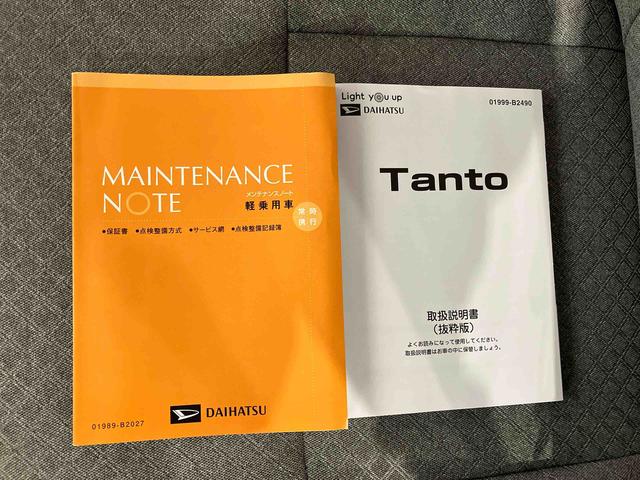 MAINTENANCE
NOTE
メンテナンスノート
軽乗用車
常時
携行
●保証書 ●点検整備方式 ●サービス網 ●点検整備記録簿
01989-B2027
DAIHATSU
Light you up
DAIHATSU
01999-B2490
Tanto
取扱説明書
（抜粋版）
よくお読みになって使用してください。
取扱説明書はお車の中に保管しましょう。